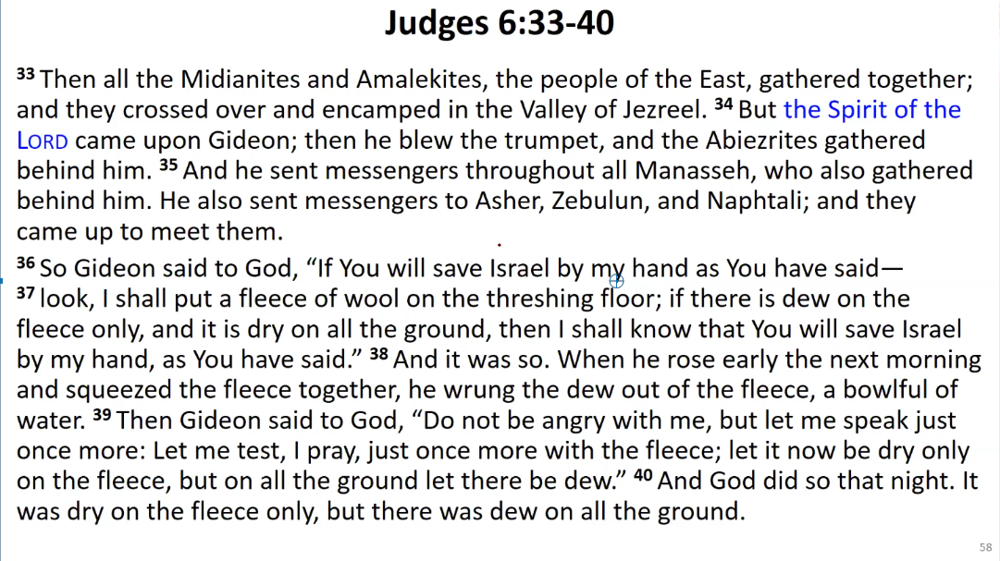 Judges 6:33-40
33 Then all the Midianites and Amalekites, the people of the East, gathered together;
and they crossed over and encamped in the Valley of Jezreel. 34 But the Spirit of the
LORD came upon Gideon; then he blew the trumpet, and the Abiezrites gathered
behind him. 35 And he sent messengers throughout all Manasseh, who also gathered
behind him. He also sent messengers to Asher, Zebulun, and Naphtali; and they
came up to meet them.
36 So Gideon said to God, “If You will save Israel by my hand as You have said—
37 look, I shall put a fleece of wool on the threshing floor; if there is dew on the
fleece only, and it is dry on all the ground, then I shall know that You will save Israel
by my hand, as You have said.” 38 And it was so. When he rose early the next morning
and squeezed the fleece together, he wrung the dew out of the fleece, a bowlful of
water. 39 Then Gideon said to God, “Do not be angry with me, but let me speak just
once more: Let me test, I pray, just once more with the fleece; let it now be dry only
on the fleece, but on all the ground let there be dew.” 40 And God did so that night. It
was dry on the fleece only, but there was dew on all the ground.
58